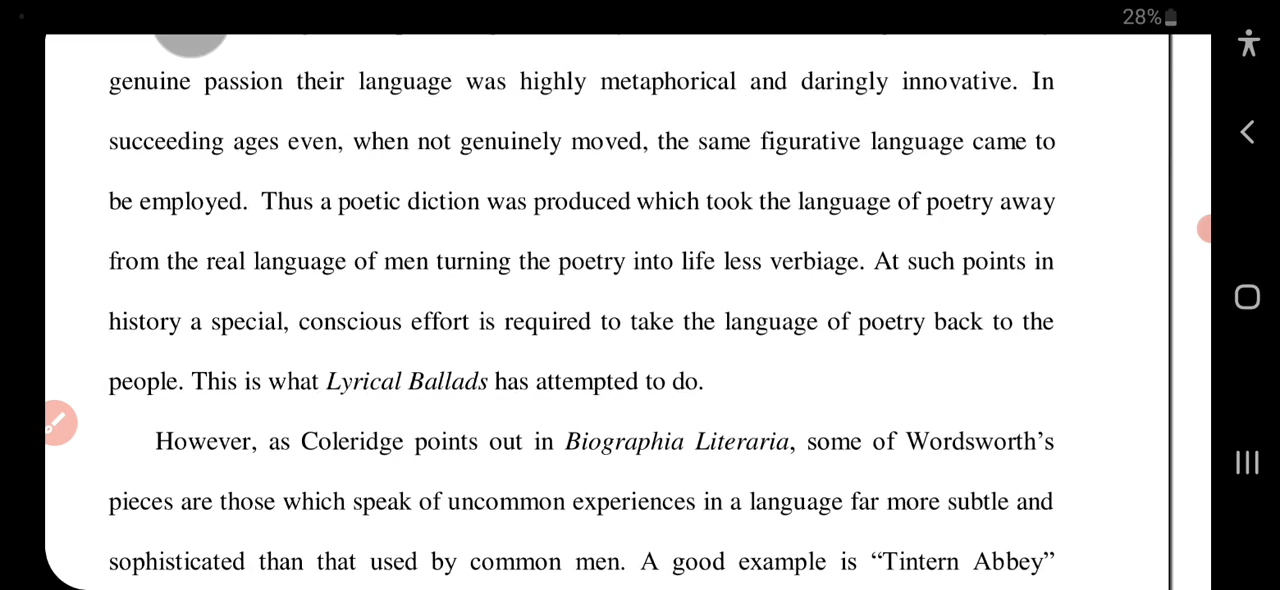 28%
genuine passion their language was highly metaphorical and daringly innovative. In
succeeding ages even, when not genuinely moved, the same figurative language came to
be employed. Thus a poetic diction was produced which took the language of poetry away
from the real language of men turning the poetry into life less verbiage. At such points in
history a special, conscious effort is required to take the language of poetry back to the
people. This is what Lyrical Ballads has attempted to do.
However, as Coleridge points out in Biographia Literaria, some of Wordsworth’s
pieces are those which speak of uncommon experiences in a language far more subtle and
sophisticated than that used by common men. A good example is “Tintern Abbey”